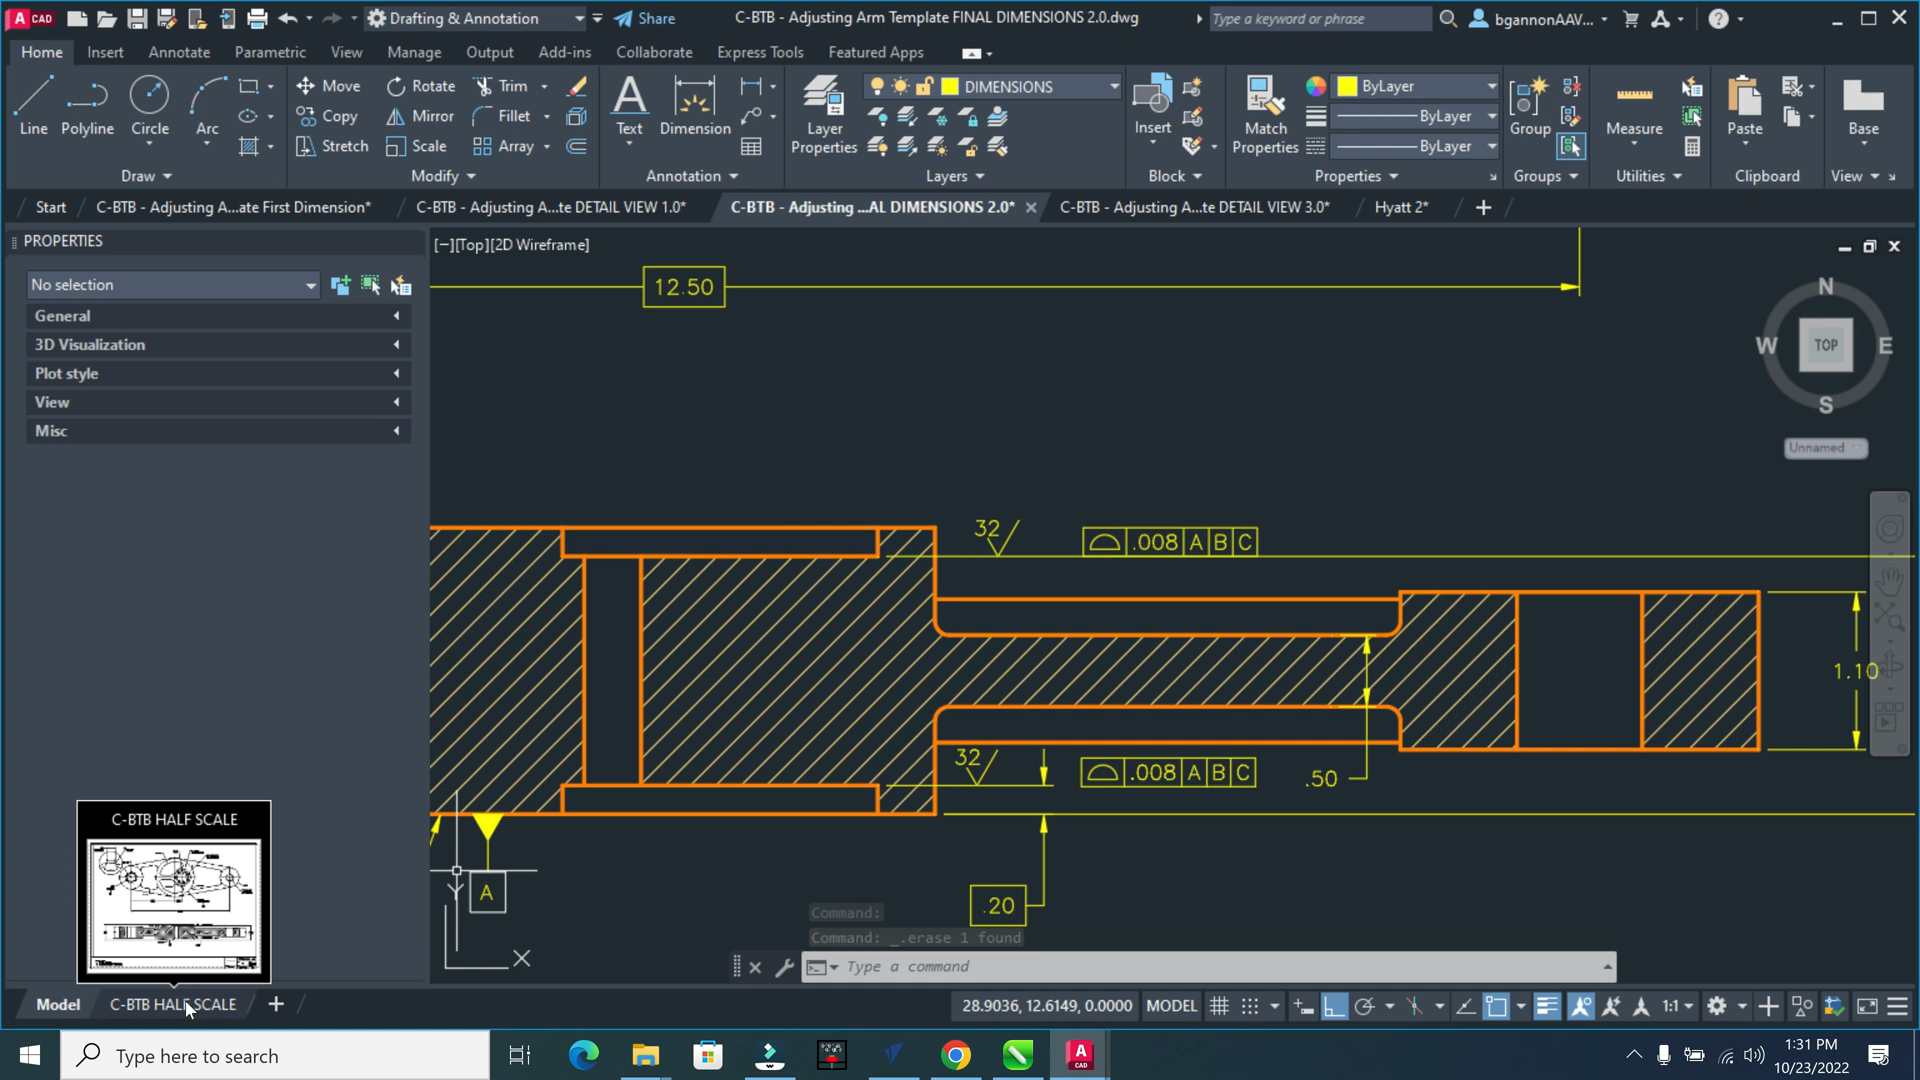 A CAD
Drafting & Annotation
Share
C-BTB - Adjusting Arm Template FINAL DIMENSIONS 2.0.dwg
Type a keyword or phrase
bgannonAAV...
Home Insert Annotate Parametric View Manage Output Add-ins Collaborate Express Tools Featured Apps
Line Polyline Circle Arc
Move Rotate Trim
Copy Mirror Fillet
Stretch Scale Array
Text Dimension
Layer Properties
DIMENSIONS
Insert
Match Properties
ByLayer
ByLayer
ByLayer
Group
Measure
Paste
Base
Draw Modify Annotation Layers Block Properties Groups Utilities Clipboard View
Start C-BTB - Adjusting A...ate First Dimension* C-BTB - Adjusting A...te DETAIL VIEW 1.0* C-BTB - Adjusting ...AL DIMENSIONS 2.0* C-BTB - Adjusting A...te DETAIL VIEW 3.0* Hyatt 2*
PROPERTIES
No selection
General
3D Visualization
Plot style
View
Misc
[−][Top][2D Wireframe]
12.50
N
W TOP E
S
Unnamed
32
.008 A B C
1.10
32
.008 A B C
.50
A
.20
Y
X
C-BTB HALF SCALE
Command:
Command: _.erase 1 found
Type a command
Model C-BTB HALF SCALE
28.9036, 12.6149, 0.0000 MODEL 1:1
Type here to search
A CAD
1:31 PM
10/23/2022